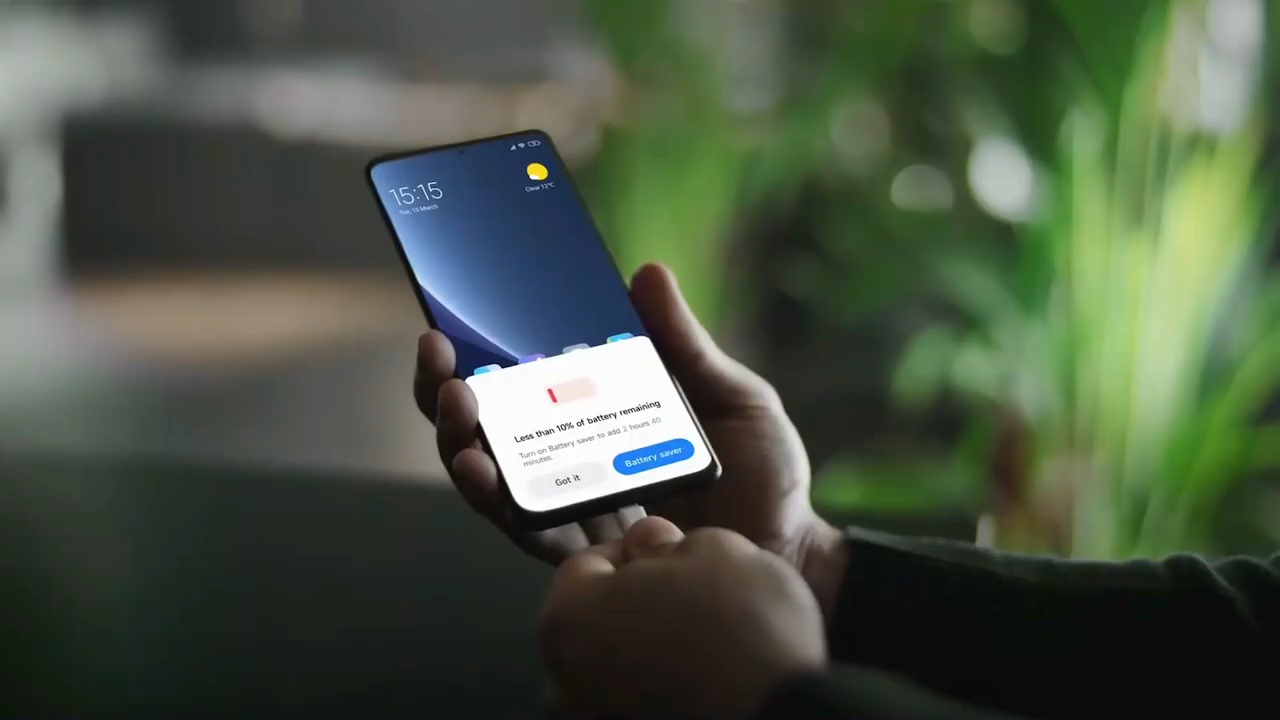 15:15
Tue, 15 March
Clear 12°C
Less than 10% of battery remaining
Turn on Battery saver to add 2 hours 40
minutes.
Got it
Battery saver